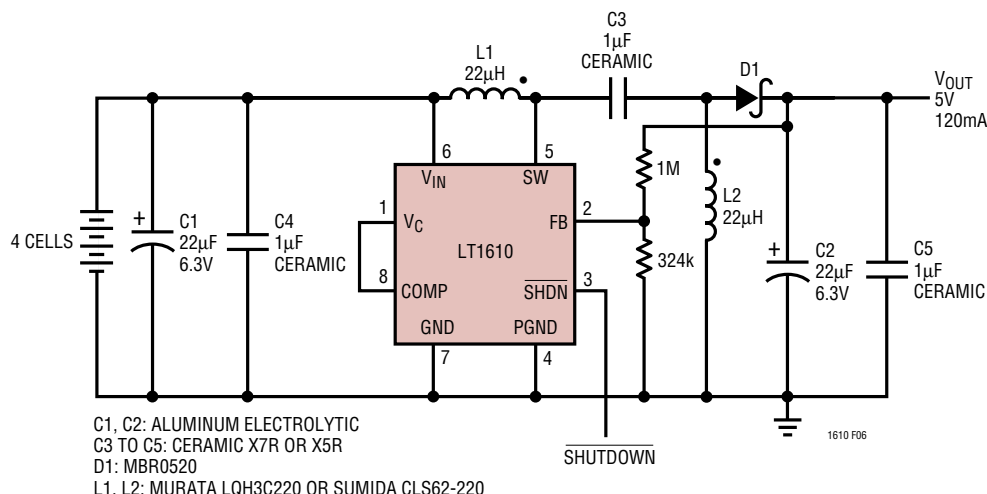 C3
1µF
CERAMIC
L1
22µH
D1
VOUT
5V
120mA
6
5
VIN
SW
1M
1
VC
FB
2
L2
22µH
4 CELLS
+
C1
22µF
6.3V
C4
1µF
CERAMIC
LT1610
324k
+
C2
22µF
6.3V
C5
1µF
CERAMIC
8
COMP
SHDN
3
GND
PGND
7
4
C1, C2: ALUMINUM ELECTROLYTIC
C3 TO C5: CERAMIC X7R OR X5R
D1: MBR0520
L1, L2: MURATA LQH3C220 OR SUMIDA CLS62-220
SHUTDOWN
1610 F06